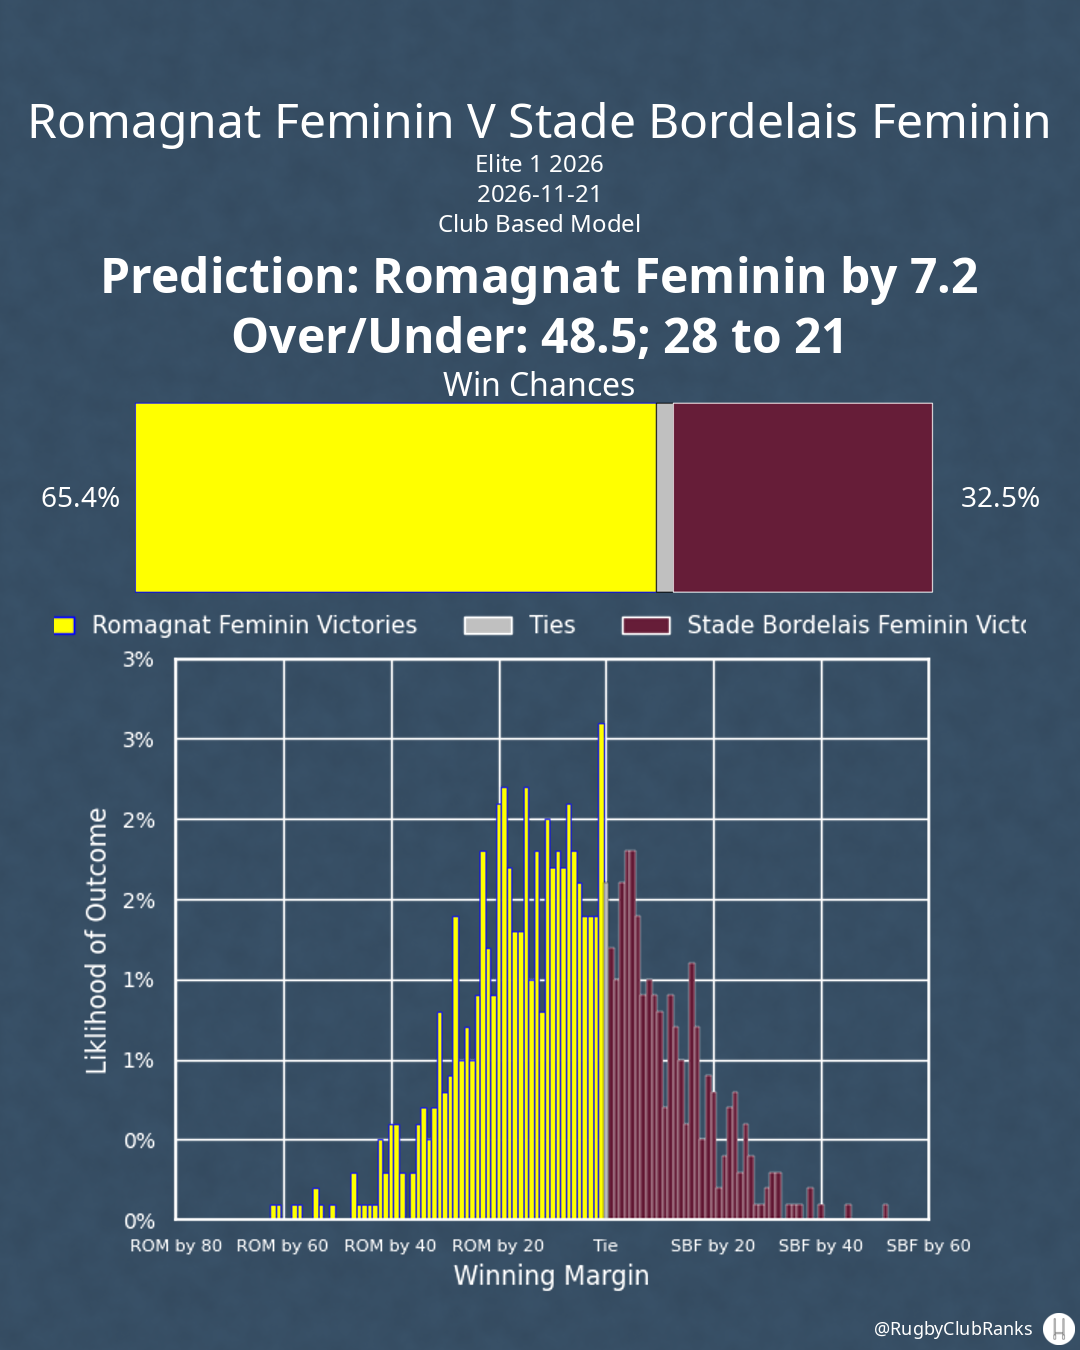 Romagnat Feminin V Stade Bordelais Feminin
Elite 1 2026
2026-11-21
Club Based Model
Prediction: Romagnat Feminin by 7.2
Over/Under: 48.5; 28 to 21
Win Chances
65.4%
32.5%
Romagnat Feminin Victories
Ties
Stade Bordelais Feminin Victo
3%
3%
2%
2%
1%
1%
0%
0%
Liklihood of Outcome
ROM by 80
ROM by 60
ROM by 40
ROM by 20
Tie
SBF by 20
SBF by 40
SBF by 60
Winning Margin
@RugbyClubRanks